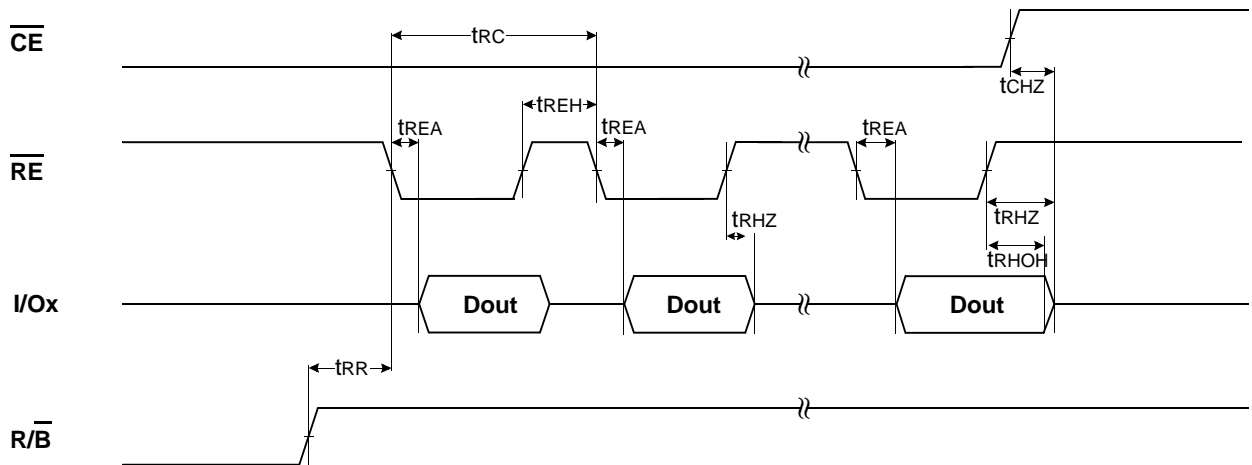 CE
tRC
tCHZ
tREH
tREA
tREA
tREA
RE
tRHZ
tRHZ
tRHOH
I/Ox
Dout
Dout
Dout
tRR
R/B